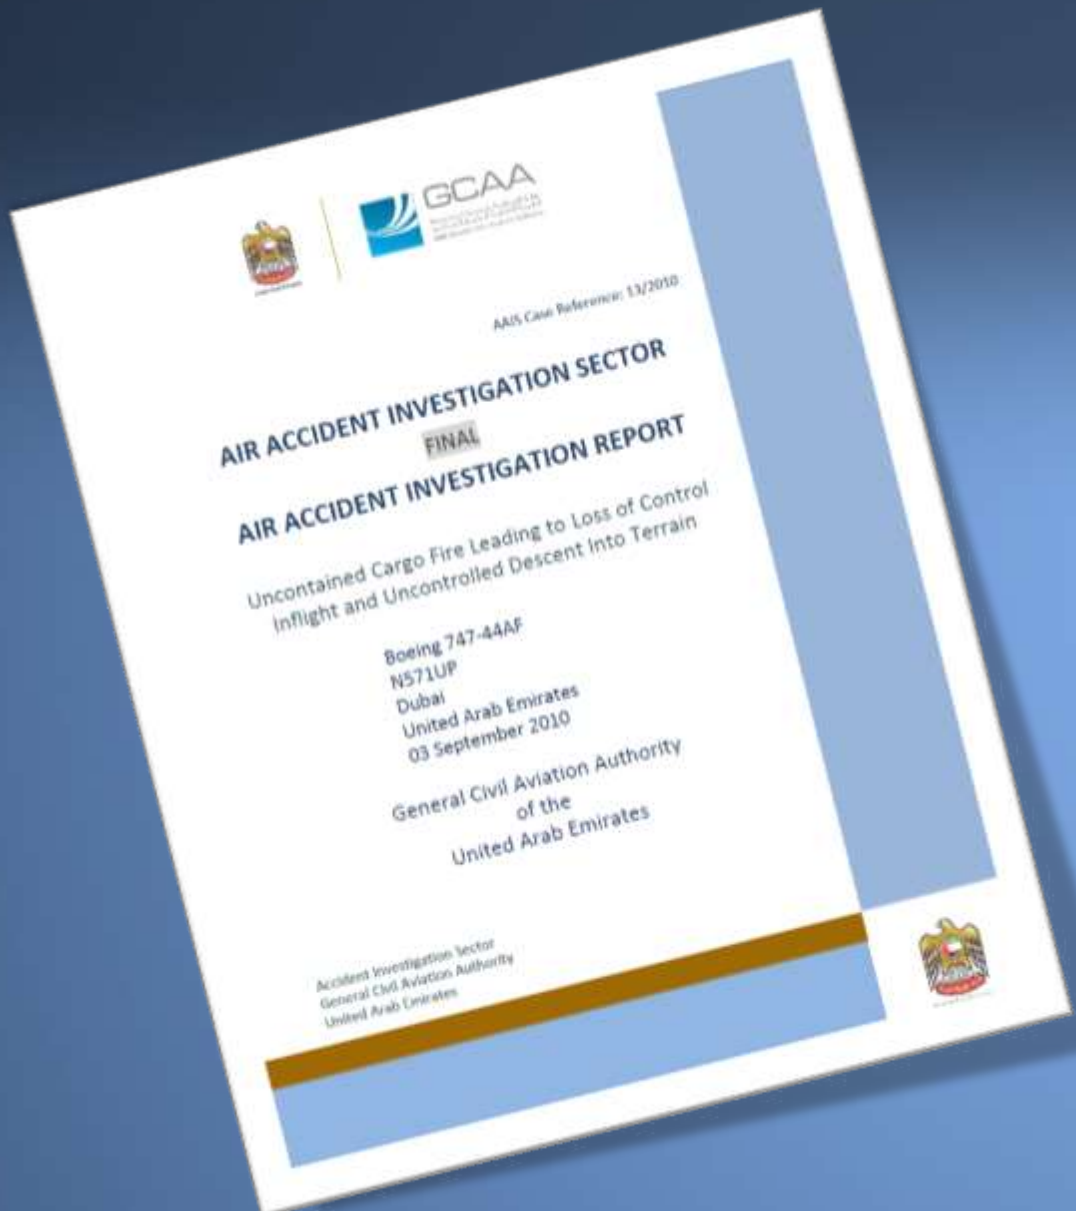 GCAA
AAIS Case Reference: 13/2010
AIR ACCIDENT INVESTIGATION SECTOR
FINAL
AIR ACCIDENT INVESTIGATION REPORT
Uncontained Cargo Fire Leading to Loss of Control
Inflight and Uncontrolled Descent Into Terrain
Boeing 747-44AF
N571UP
Dubai
United Arab Emirates
03 September 2010
General Civil Aviation Authority
of the
United Arab Emirates
Accident Investigation Sector
General Civil Aviation Authority
United Arab Emirates